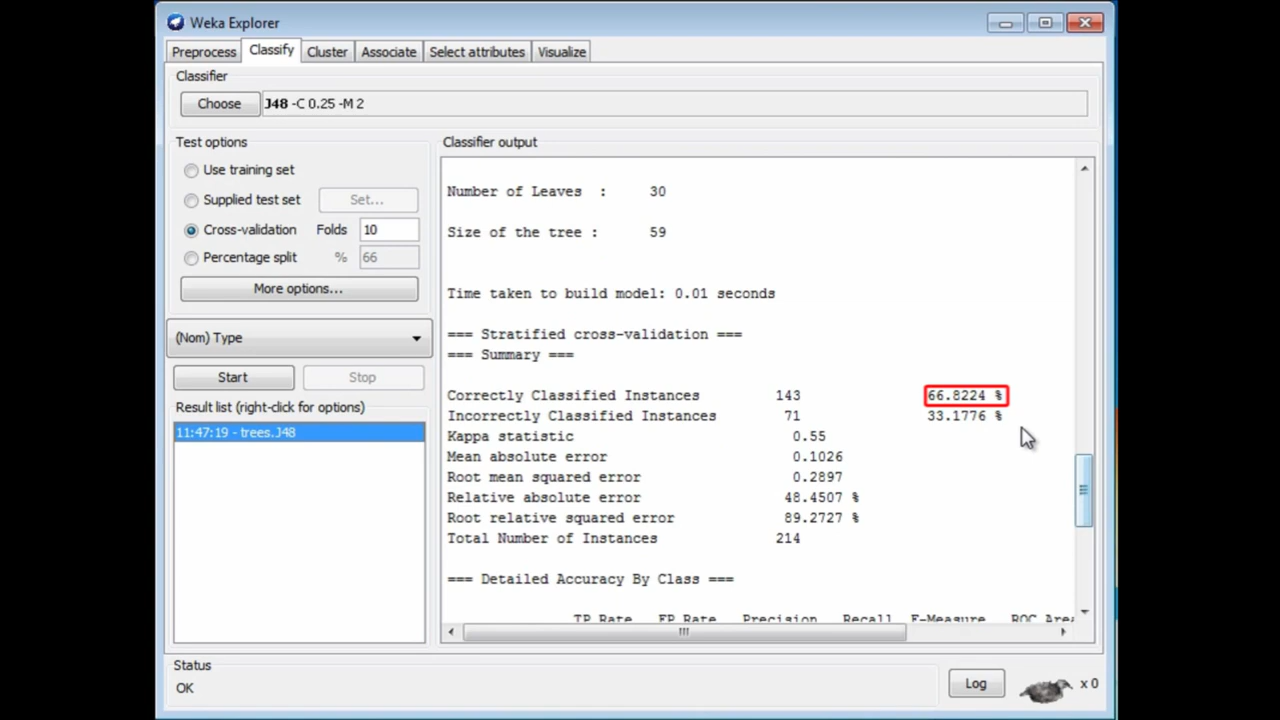 Weka Explorer
Preprocess Classify Cluster Associate Select attributes Visualize
Classifier
Choose J48 -C 0.25 -M 2
Test options
Use training set
Supplied test set Set...
Cross-validation Folds 10
Percentage split % 66
More options...
(Nom) Type
Start Stop
Result list (right-click for options)
11:47:19 - trees.J48
Classifier output
Number of Leaves : 30
Size of the tree : 59
Time taken to build model: 0.01 seconds
=== Stratified cross-validation ===
=== Summary ===
Correctly Classified Instances 143 66.8224 %
Incorrectly Classified Instances 71 33.1776 %
Kappa statistic 0.55
Mean absolute error 0.1026
Root mean squared error 0.2897
Relative absolute error 48.4507 %
Root relative squared error 89.2727 %
Total Number of Instances 214
=== Detailed Accuracy By Class ===
TP Rate FP Rate Precision Recall F-Measure ROC Area
Status
OK
Log x 0